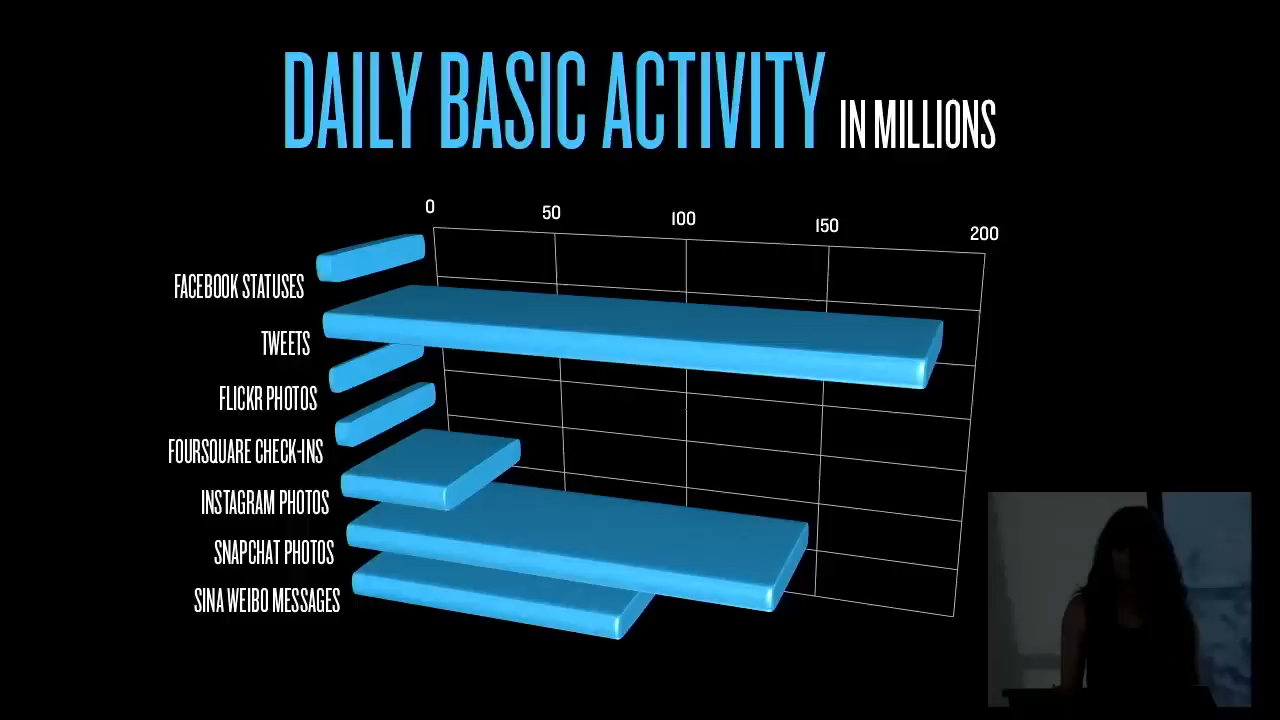 DAILY BASIC ACTIVITY IN MILLIONS
0 50 100 150 200
FACEBOOK STATUSES
TWEETS
FLICKR PHOTOS
FOURSQUARE CHECK-INS
INSTAGRAM PHOTOS
SNAPCHAT PHOTOS
SINA WEIBO MESSAGES